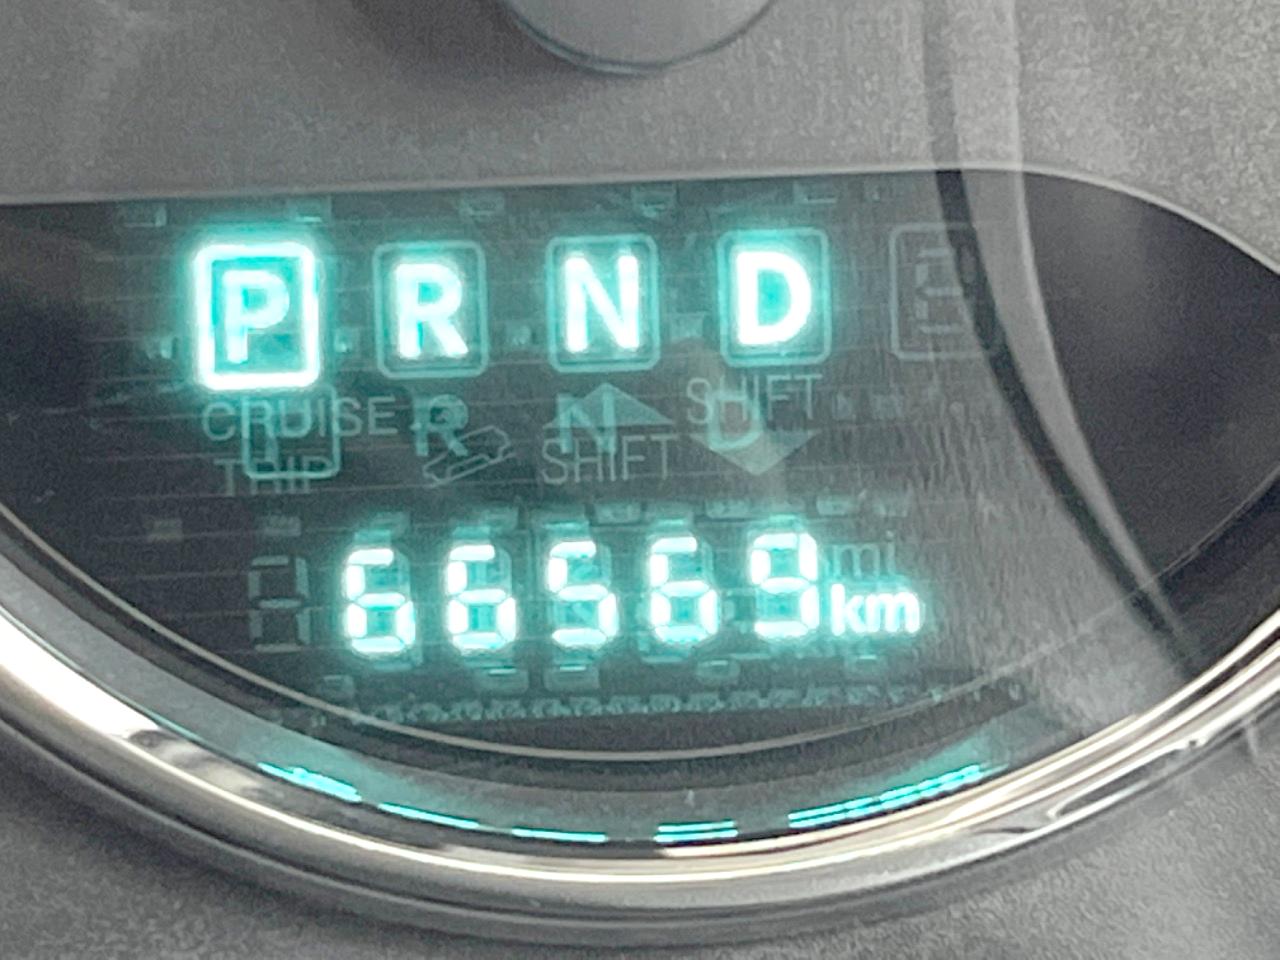 P R N D
CRUISE
SHIFT
TRIP
SHIFT
mi
66569 km